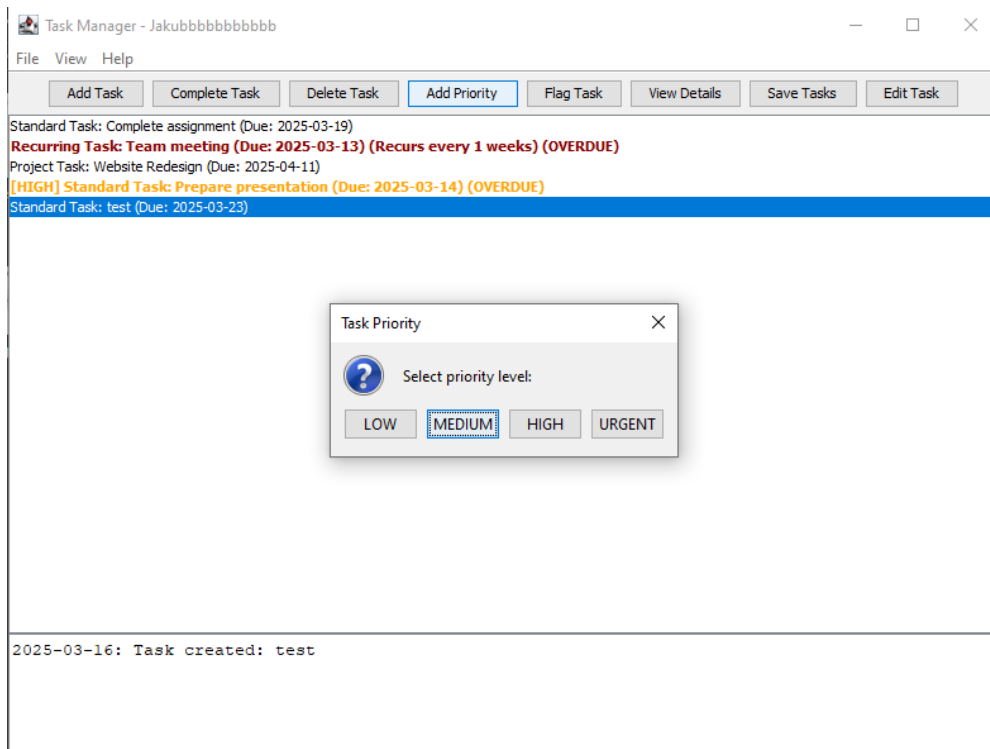 Task Manager - Jakubbbbbbbbbbb
File View Help
Add Task Complete Task Delete Task Add Priority Flag Task View Details Save Tasks Edit Task
Standard Task: Complete assignment (Due: 2025-03-19)
Recurring Task: Team meeting (Due: 2025-03-13) (Recurs every 1 weeks) (OVERDUE)
Project Task: Website Redesign (Due: 2025-04-11)
[HIGH] Standard Task: Prepare presentation (Due: 2025-03-14) (OVERDUE)
Standard Task: test (Due: 2025-03-23)
Task Priority
Select priority level:
LOW MEDIUM HIGH URGENT
2025-03-16: Task created: test